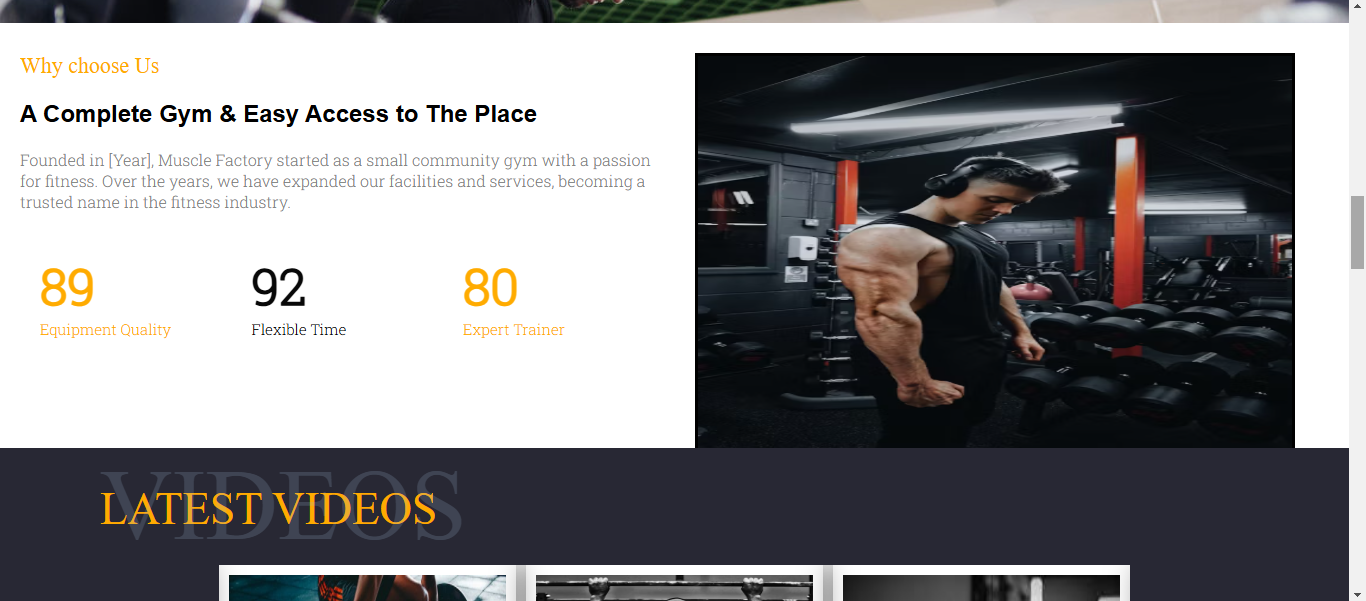 Why choose Us
A Complete Gym & Easy Access to The Place
Founded in [Year], Muscle Factory started as a small community gym with a passion
for fitness. Over the years, we have expanded our facilities and services, becoming a
trusted name in the fitness industry.
89 92 80
Equipment Quality Flexible Time Expert Trainer
VIDEOS
LATEST VIDEOS